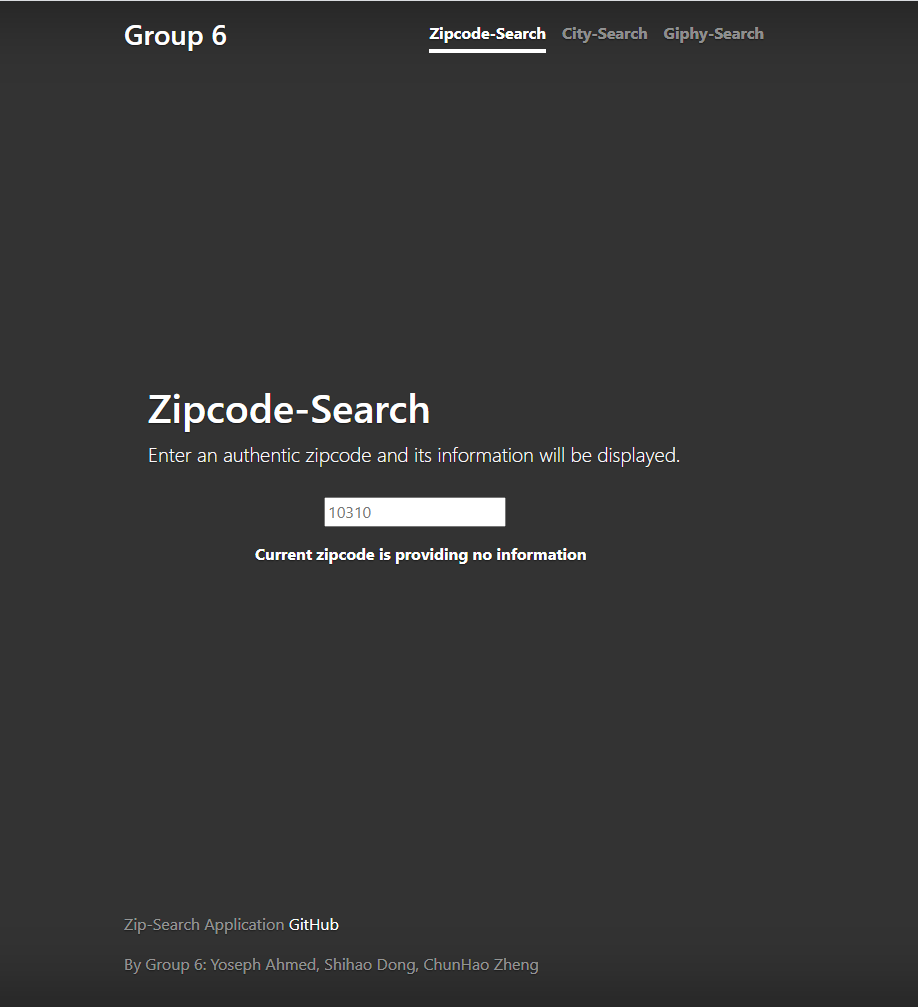 Group 6
Zipcode-Search City-Search Giphy-Search
Zipcode-Search
Enter an authentic zipcode and its information will be displayed.
10310
Current zipcode is providing no information
Zip-Search Application GitHub
By Group 6: Yoseph Ahmed, Shihao Dong, ChunHao Zheng